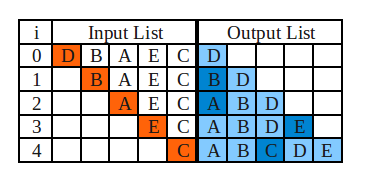 i Input List Output List
0 D B A E C D
1 B A E C B D
2 A E C A B D
3 E C A B D E
4 C A B C D E